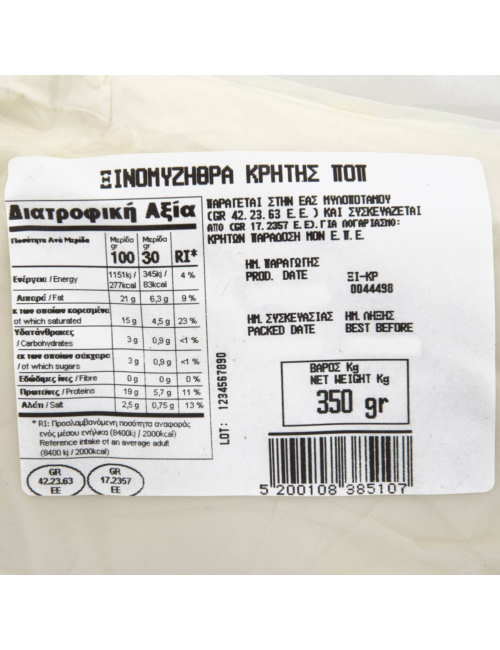 ΞΙΝΟΜΥΖΗΘΡΑ ΚΡΗΤΗΣ ΠΟΠ
Διατροφική Αξία
Ποσότητα Ανά Μερίδα
Μερίδα gr 100
Μερίδα gr 30
RI*
Ενέργεια / Energy 1151kj / 277kcal 345kj / 83kcal 4 %
Λιπαρά / Fat 21 g 6,3 g 9 %
εκ των οποίων κορεσμένα
of which saturated 15 g 4,5 g 23 %
Υδατάνθρακες
/ Carbohydrates 3 g 0,9 g <1 %
εκ των οποίων σάκχαρα
/ of which sugars 3 g 0,9 g <1 %
Εδώδιμες ίνες / Fibre 0 g 0 g 0 %
Πρωτεΐνες / Proteins 19 g 5,7 g 11 %
Αλάτι / Salt 2,5 g 0,75 g 13 %
* RI: Προσλαμβανόμενη ποσότητα αναφοράς
ενός μέσου ενήλικα (8400kj / 2000kcal)
Reference intake of an average adult
(8400 kj / 2000kcal)
GR
42.23.63
EE
GR
17.2357
EE
ΠΑΡΑΓΕΤΑΙ ΣΤΗΝ ΕΑΣ ΜΥΛΟΠΟΤΑΜΟΥ
(GR 42.23.63 Ε.Ε.) ΚΑΙ ΣΥΣΚΕΥΑΖΕΤΑΙ
ΑΠΟ (GR 17.2357 Ε.Ε).ΓΙΑ ΛΟΓΑΡΙΑΣΜΟ:
ΚΡΗΤΩΝ ΠΑΡΑΔΟΣΗ ΜΟΝ Ε.Π.Ε.
ΗΜ.ΠΑΡΑΓΩΓΗΣ
PROD. DATE
ΞΙ-ΚΡ
0044498
ΗΜ.ΣΥΣΚΕΥΑΣΙΑΣ
PACKED DATE
ΗΜ.ΛΗΞΗΣ
BEST BEFORE
LOT: 1234567890
ΒΑΡΟΣ Kg
NET WEIGHT Kg
350 gr
5 200108 385107